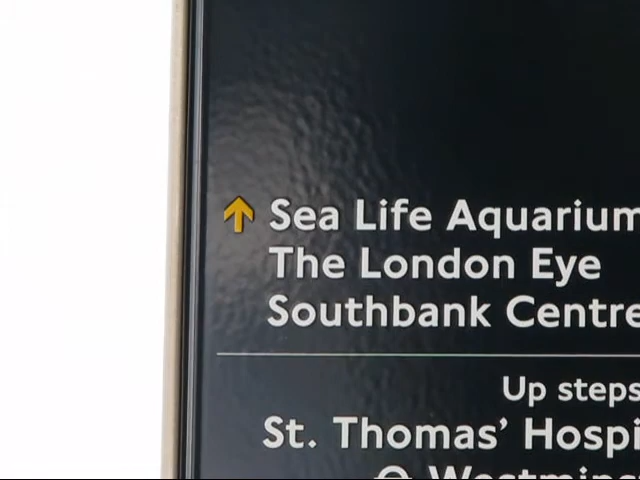 Sea Life Aquarium
The London Eye
Southbank Centre
Up steps
St. Thomas' Hospi